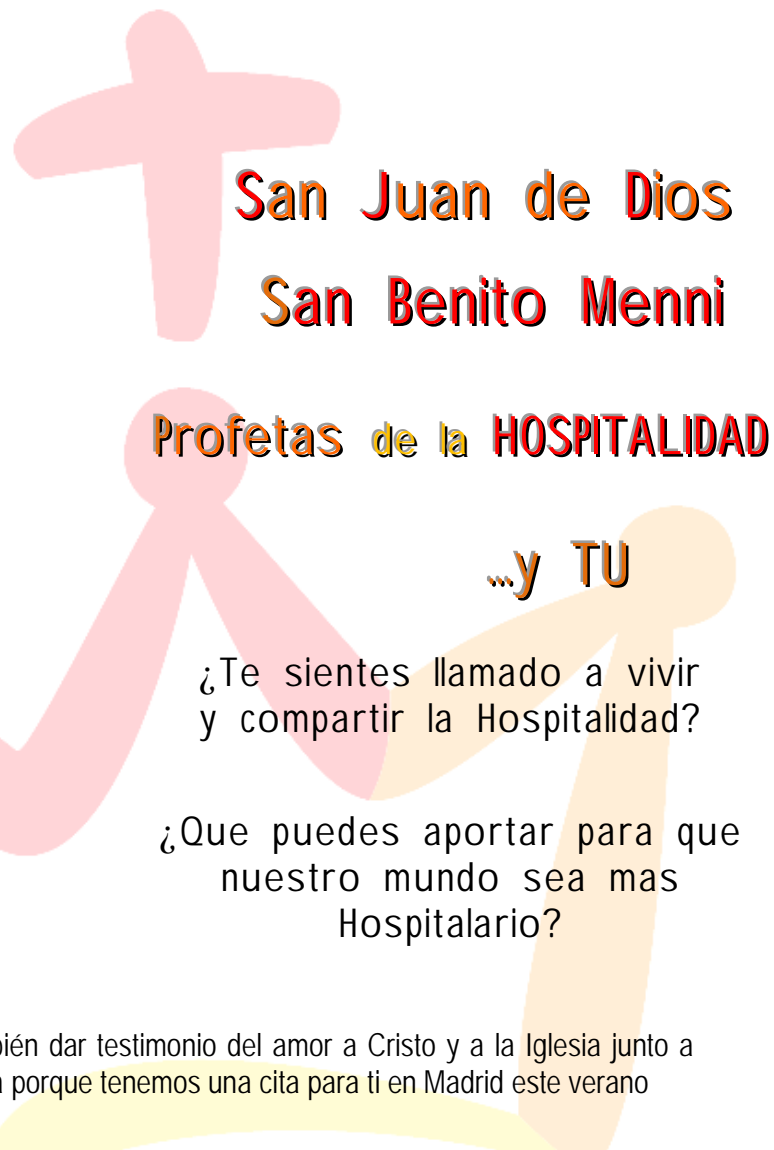 San Juan de Dios
San Benito Menni
Profetas de la HOSPITALIDAD
...y TU
¿Te sientes llamado a vivir
y compartir la Hospitalidad?
¿Que puedes aportar para que
nuestro mundo sea mas
Hospitalario?
dar testimonio del amor a Cristo y a la Iglesia junto a
porque tenemos una cita para ti en Madrid este verano